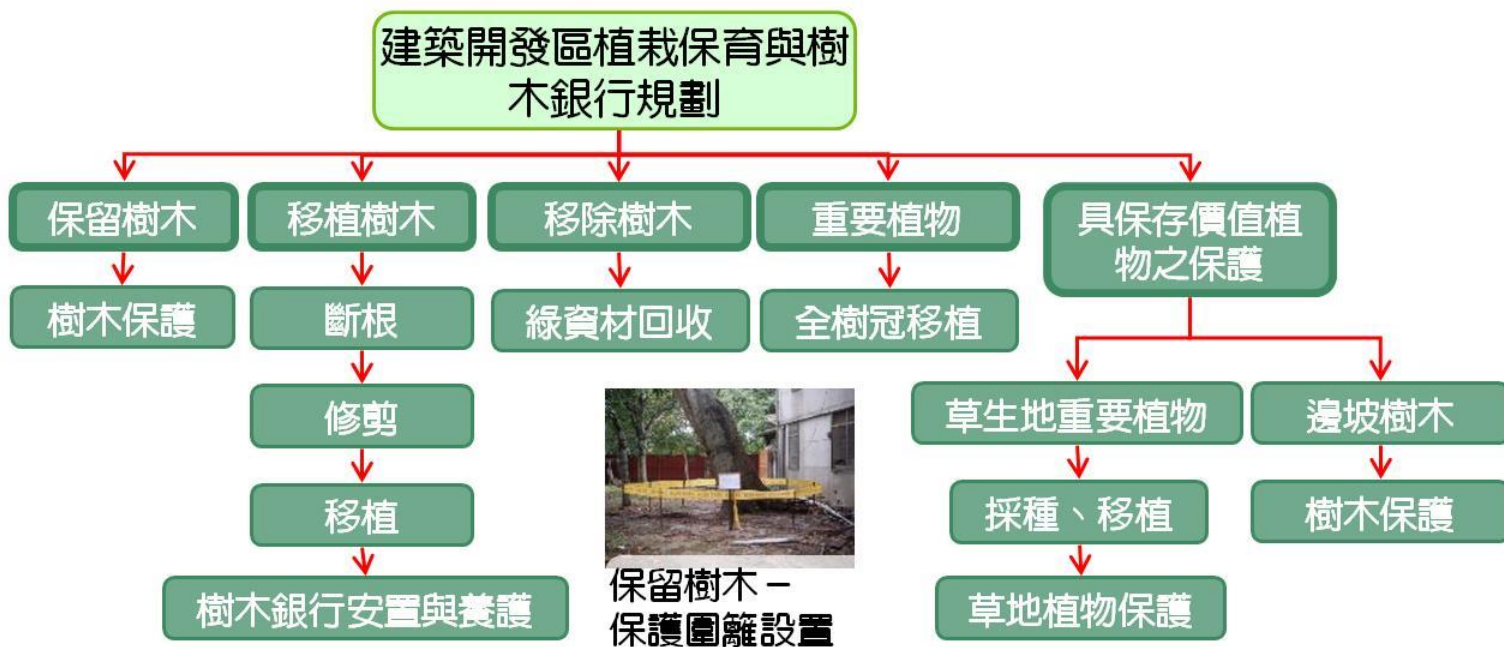 建築開發區植栽保育與樹
木銀行規劃
保留樹木
移植樹木
移除樹木
重要植物
具保存價值植
物之保護
樹木保護
斷根
綠資材回收
全樹冠移植
修剪
草生地重要植物
邊坡樹木
移植
採種、移植
樹木保護
樹木銀行安置與養護
保留樹木－
保護圍籬設置
草地植物保護